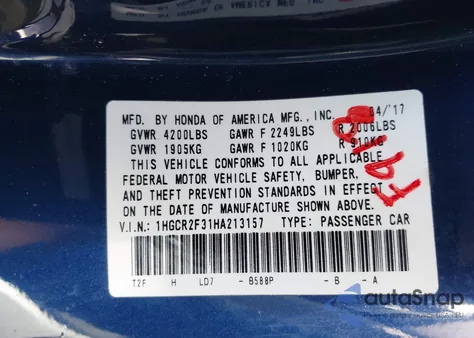 MFD. BY HONDA OF AMERICA MFG., INC. 04/'17
GVWR 4200LBS GAWR F 2249LBS R 2006LBS
GVWR 1905KG GAWR F 1020KG R 910KG
THIS VEHICLE CONFORMS TO ALL APPLICABLE
FEDERAL MOTOR VEHICLE SAFETY, BUMPER,
AND THEFT PREVENTION STANDARDS IN EFFECT
ON THE DATE OF MANUFACTURE SHOWN ABOVE.
V.I.N.: 1HGCR2F31HA213157 TYPE: PASSENGER CAR
T2F H LD7 - B588P - B - A
autoSnap